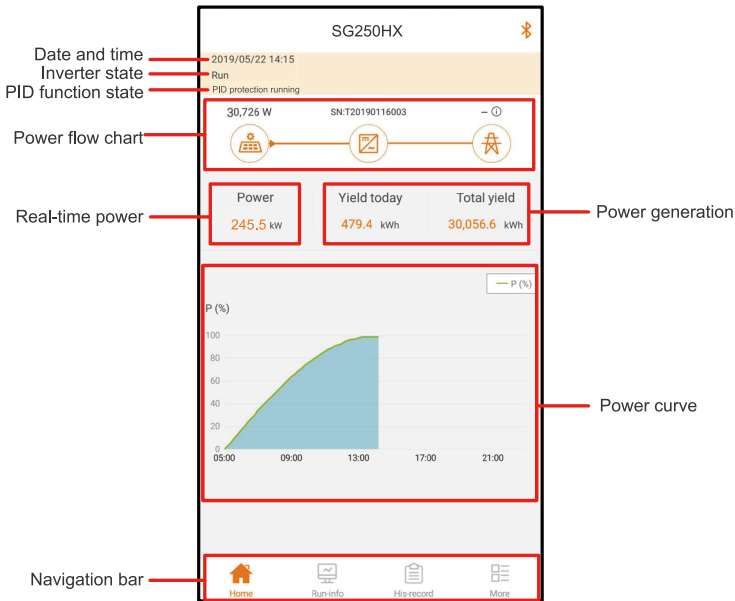 SG250HX
Date and time
2019/05/22 14:15
Inverter state
Run
PID function state
PID protection running
Power flow chart
30,726 W SN:T20190116003 --
Real-time power
Power Yield today Total yield
245.5 kW 479.4 kWh 30,056.6 kWh
Power generation
P (%)
P (%)
100
80
60
40
20
0
05:00 09:00 13:00 17:00 21:00
Power curve
Navigation bar
Home Run-info His-record More